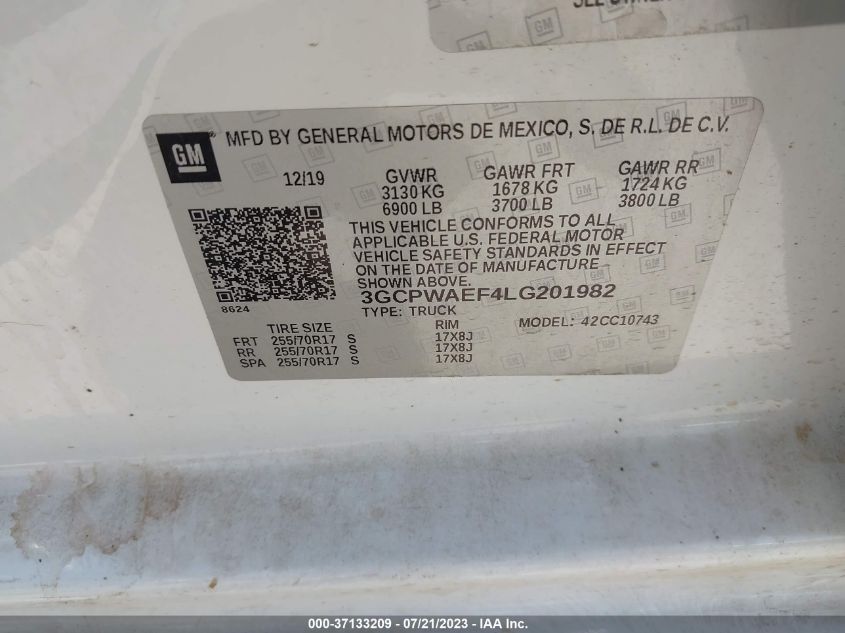 GM
GM
GM® MFD BY GENERAL MOTORS DE MEXICO, S. DE R.L. DE C.V.
12/19 GVWR GAWR FRT GAWR RR
3130 KG 1678 KG 1724 KG
6900 LB 3700 LB 3800 LB
THIS VEHICLE CONFORMS TO ALL
APPLICABLE U.S. FEDERAL MOTOR
VEHICLE SAFETY STANDARDS IN EFFECT
ON THE DATE OF MANUFACTURE
SHOWN ABOVE.
8624 3GCPWAEF4LG201982
TYPE: TRUCK MODEL: 42CC10743
TIRE SIZE RIM
FRT 255/70R17 S 17X8J
RR 255/70R17 S 17X8J
SPA 255/70R17 S 17X8J
000-37133209 - 07/21/2023 - IAA Inc.